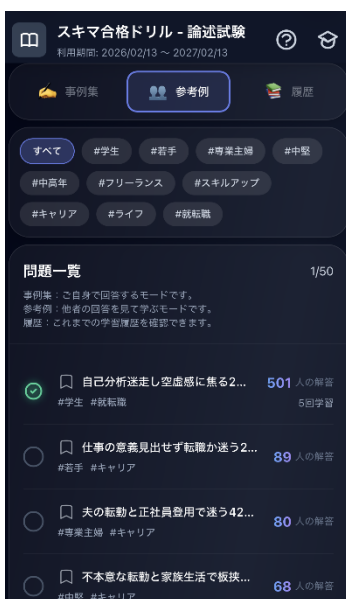 スキマ合格ドリル - 論述試験
利用期間: 2026/02/13 ～ 2027/02/13
事例集
参考例
履歴
すべて
#学生
#若手
#専業主婦
#中堅
#中高年
#フリーランス
#スキルアップ
#キャリア
#ライフ
#就転職
問題一覧
1/50
事例集：ご自身で回答するモードです。
参考例：他者の回答を見て学ぶモードです。
履歴：これまでの学習履歴を確認できます。
自己分析迷走し空虚感に焦る2...
501 人の解答
#学生 #就転職
5回学習
仕事の意義見出せず転職か迷う2...
89 人の解答
#若手 #キャリア
夫の転勤と正社員登用で迷う42...
80 人の解答
#専業主婦 #キャリア
不本意な転勤と家族生活で板挟...
68 人の解答
#中堅 #キャリア